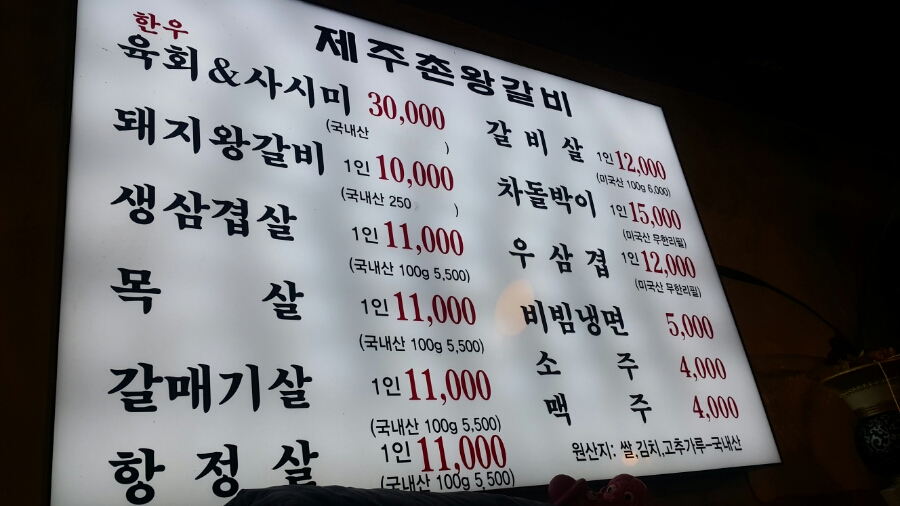 제주촌왕갈비
한우
육회&사시미 30,000
(국내산 )
돼지왕갈비 1인 10,000
(국내산 250 )
생삼겹살 1인 11,000
(국내산 100g 5,500)
목살 1인 11,000
(국내산 100g 5,500)
갈매기살 1인 11,000
(국내산 100g 5,500)
항정살 1인 11,000
(국내산 100g 5,500)
갈비살 1인 12,000
(미국산 100g 6,000)
차돌박이 1인 15,000
(미국산 무한리필)
우삼겹 1인 12,000
(미국산 무한리필)
비빔냉면 5,000
소주 4,000
맥주 4,000
원산지: 쌀,김치,고추가루-국내산